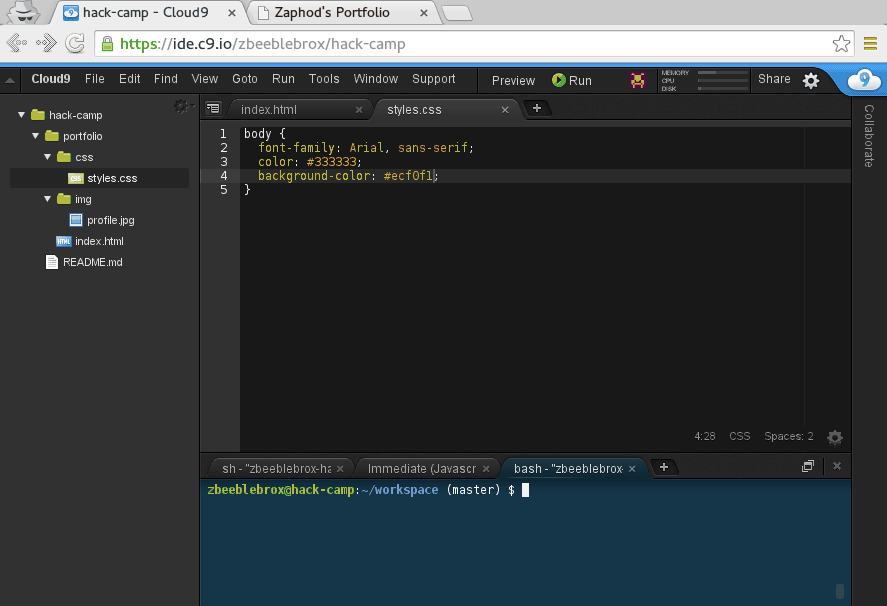 hack-camp - Cloud9 × Zaphod's Portfolio ×
https://ide.c9.io/zbeeblebrox/hack-camp
Cloud9 File Edit Find View Goto Run Tools Window Support Preview Run MEMORY CPU DISK Share 9
hack-camp
portfolio
css
styles.css
img
profile.jpg
HTML index.html
README.md
index.html × styles.css × +
1 body {
2   font-family: Arial, sans-serif;
3   color: #333333;
4   background-color: #ecf0f1;
5 }
4:28 CSS Spaces: 2
Collaborate
sh - "zbeeblebrox-ha × Immediate (Javascr × bash - "zbeeblebrox- × +
zbeeblebrox@hack-camp:~/workspace (master) $